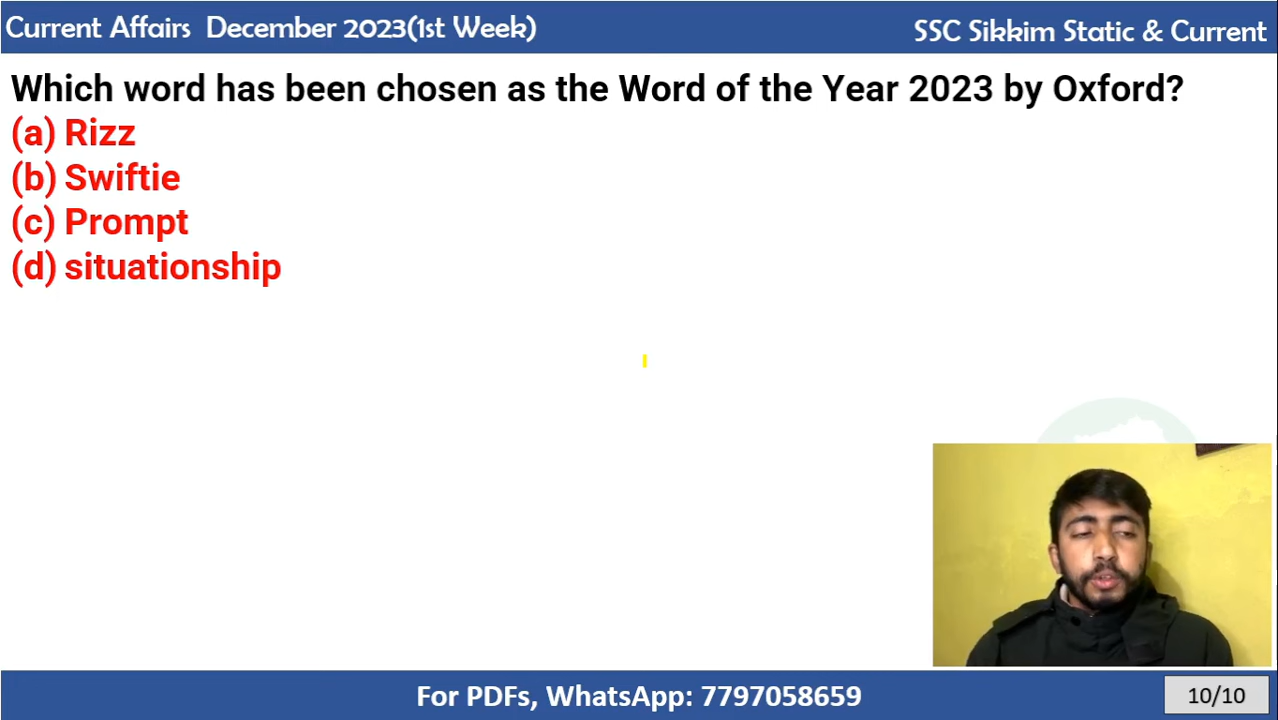 Current Affairs  December 2023(1st Week)
SSC Sikkim Static & Current
Which word has been chosen as the Word of the Year 2023 by Oxford?
(a) Rizz
(b) Swiftie
(c) Prompt
(d) situationship
For PDFs, WhatsApp: 7797058659
10/10